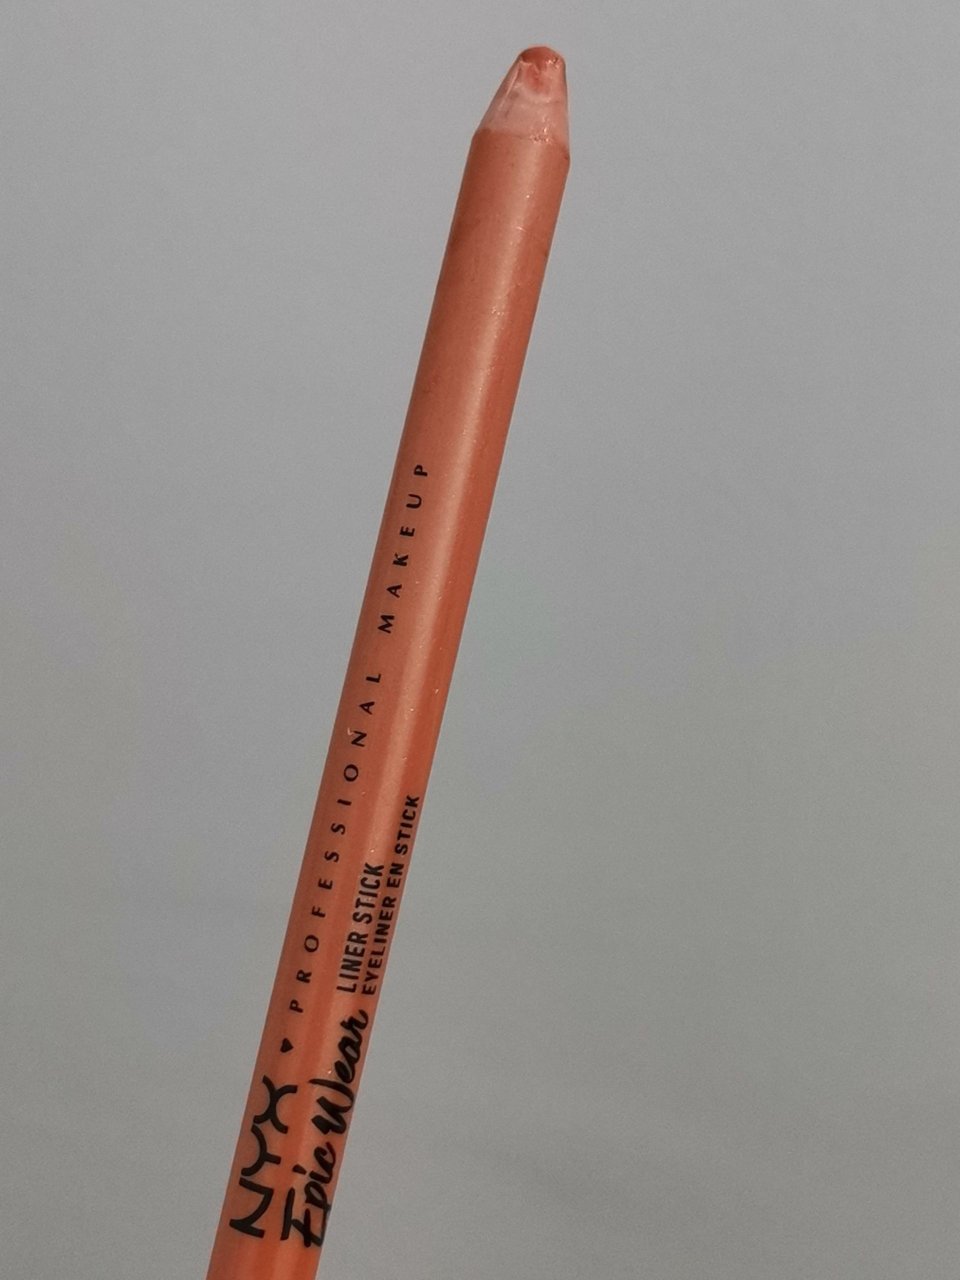 NYX ♥ PROFESSIONAL MAKEUP
Epic Wear LINER STICK
EYELINER EN STICK